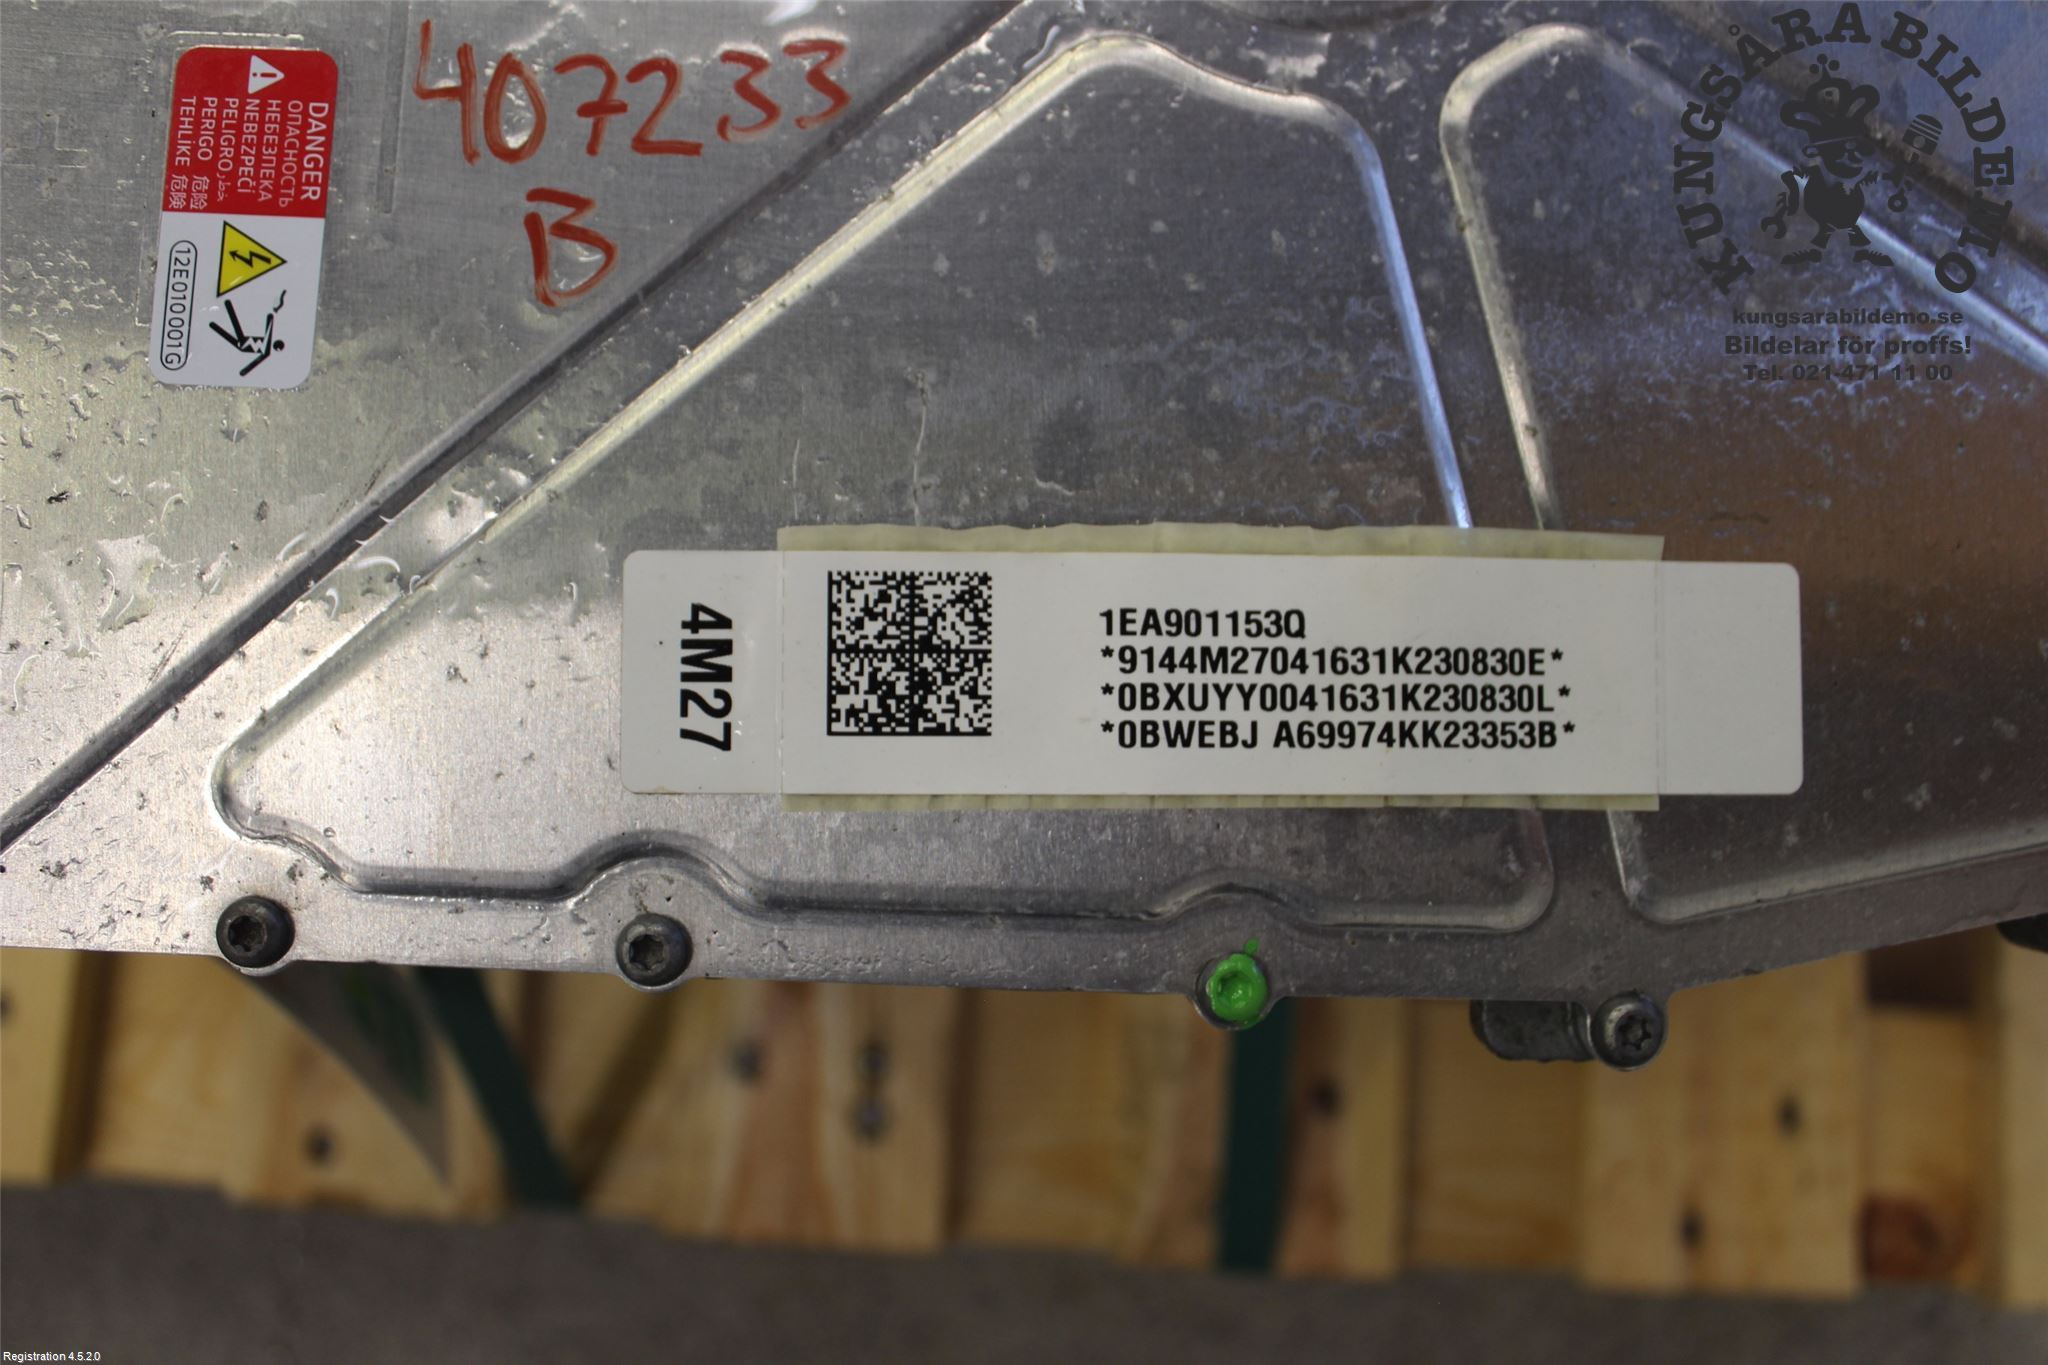 407233
B
DANGER
ОПАСНОСТЬ
НЕБЕЗПЕКА
NEBEZPEČÍ
PELIGRO خطر
PERIGO 危险
TEHLİKE 危険
12E010001G
KUNGSÅRA BILDEMO
kungsarabildemo.se
Bildelar för proffs!
Tel. 021-471 11 00
4M27
1EA901153Q
*9144M27041631K230830E*
*0BXUYY0041631K230830L*
*0BWEBJ A69974KK23353B*
Registration 4.5.2.0